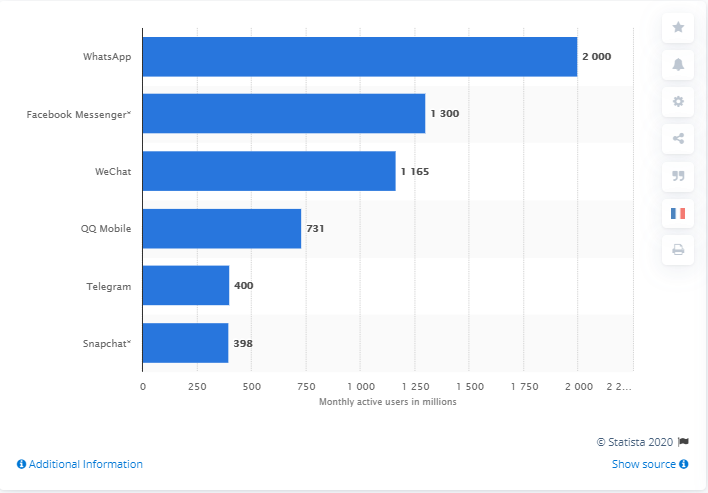 WhatsApp 2 000
Facebook Messenger* 1 300
WeChat 1 165
QQ Mobile 731
Telegram 400
Snapchat* 398
0 250 500 750 1 000 1 250 1 500 1 750 2 000 2 2...
Monthly active users in millions
© Statista 2020
Additional Information Show source